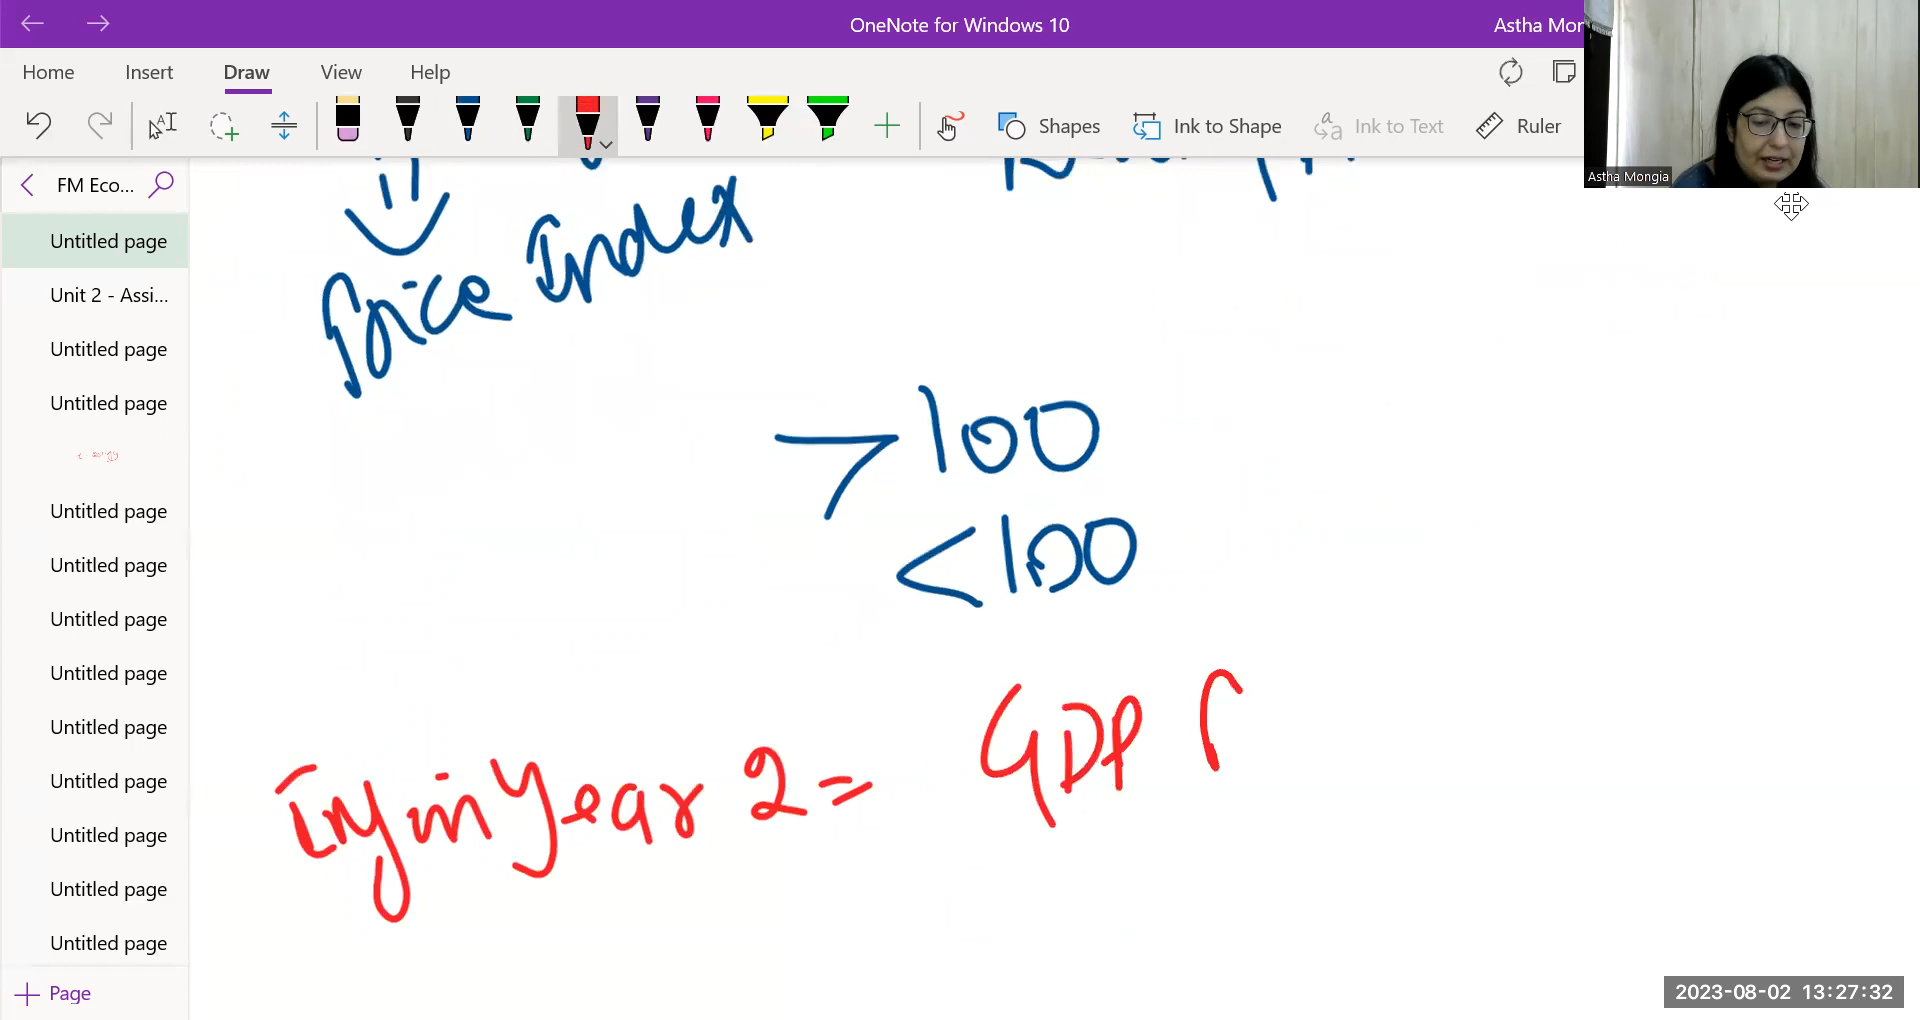 OneNote for Windows 10
Astha Mon
Home Insert Draw View Help
Shapes Ink to Shape Ink to Text Ruler
Astha Mongia
FM Eco...
Untitled page
Unit 2 - Assi...
Untitled page
Untitled page
Untitled page
Untitled page
Untitled page
Untitled page
Untitled page
Untitled page
Untitled page
Untitled page
Untitled page
Page
Price Index
>100
<100
Inf in Year 2 = GDP
2023-08-02 13:27:32